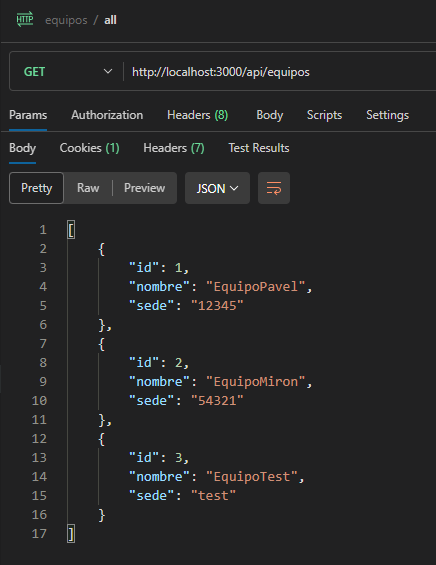 HTTP equipos / all
GET http://localhost:3000/api/equipos
Params Authorization Headers (8) Body Scripts Settings
Body Cookies (1) Headers (7) Test Results
Pretty Raw Preview JSON
1 [
2 {
3 "id": 1,
4 "nombre": "EquipoPavel",
5 "sede": "12345"
6 },
7 {
8 "id": 2,
9 "nombre": "EquipoMiron",
10 "sede": "54321"
11 },
12 {
13 "id": 3,
14 "nombre": "EquipoTest",
15 "sede": "test"
16 }
17 ]